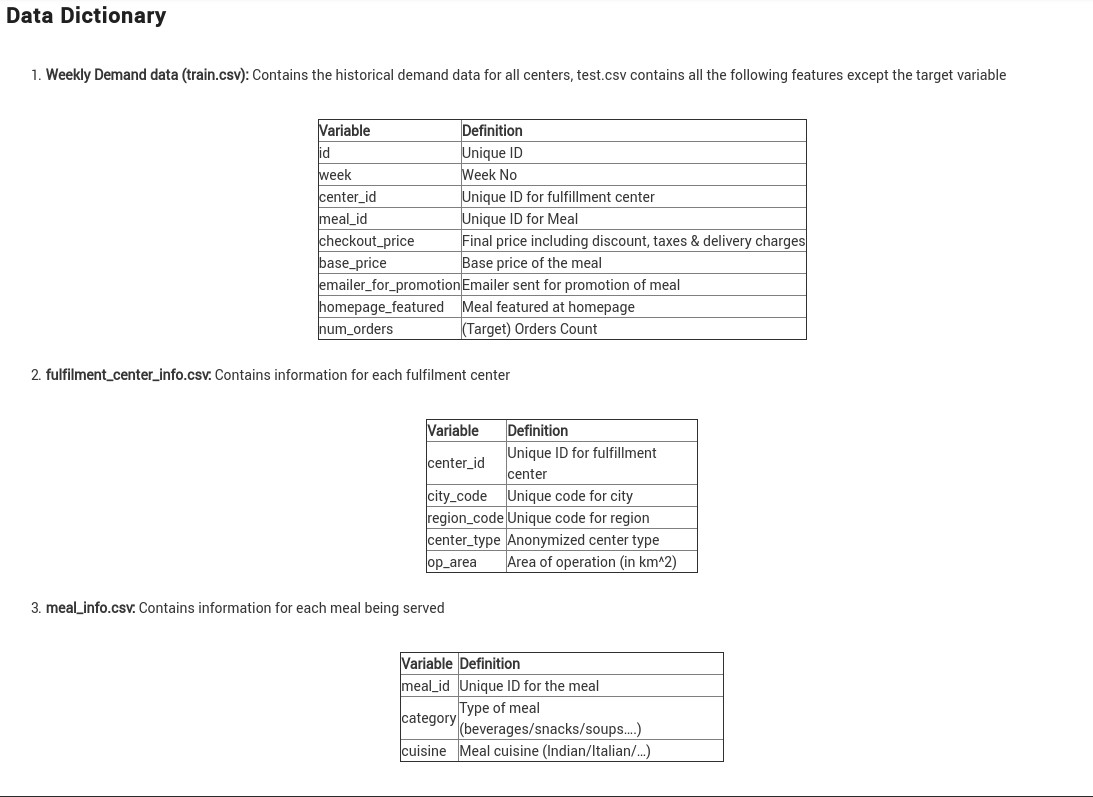 Data Dictionary
1. Weekly Demand data (train.csv): Contains the historical demand data for all centers, test.csv contains all the following features except the target variable
Variable Definition
id Unique ID
week Week No
center_id Unique ID for fulfillment center
meal_id Unique ID for Meal
checkout_price Final price including discount, taxes & delivery charges
base_price Base price of the meal
emailer_for_promotion Emailer sent for promotion of meal
homepage_featured Meal featured at homepage
num_orders (Target) Orders Count
2. fulfilment_center_info.csv: Contains information for each fulfilment center
Variable Definition
center_id Unique ID for fulfillment
center
city_code Unique code for city
region_code Unique code for region
center_type Anonymized center type
op_area Area of operation (in km^2)
3. meal_info.csv: Contains information for each meal being served
Variable Definition
meal_id Unique ID for the meal
category Type of meal
(beverages/snacks/soups….)
cuisine Meal cuisine (Indian/Italian/…)